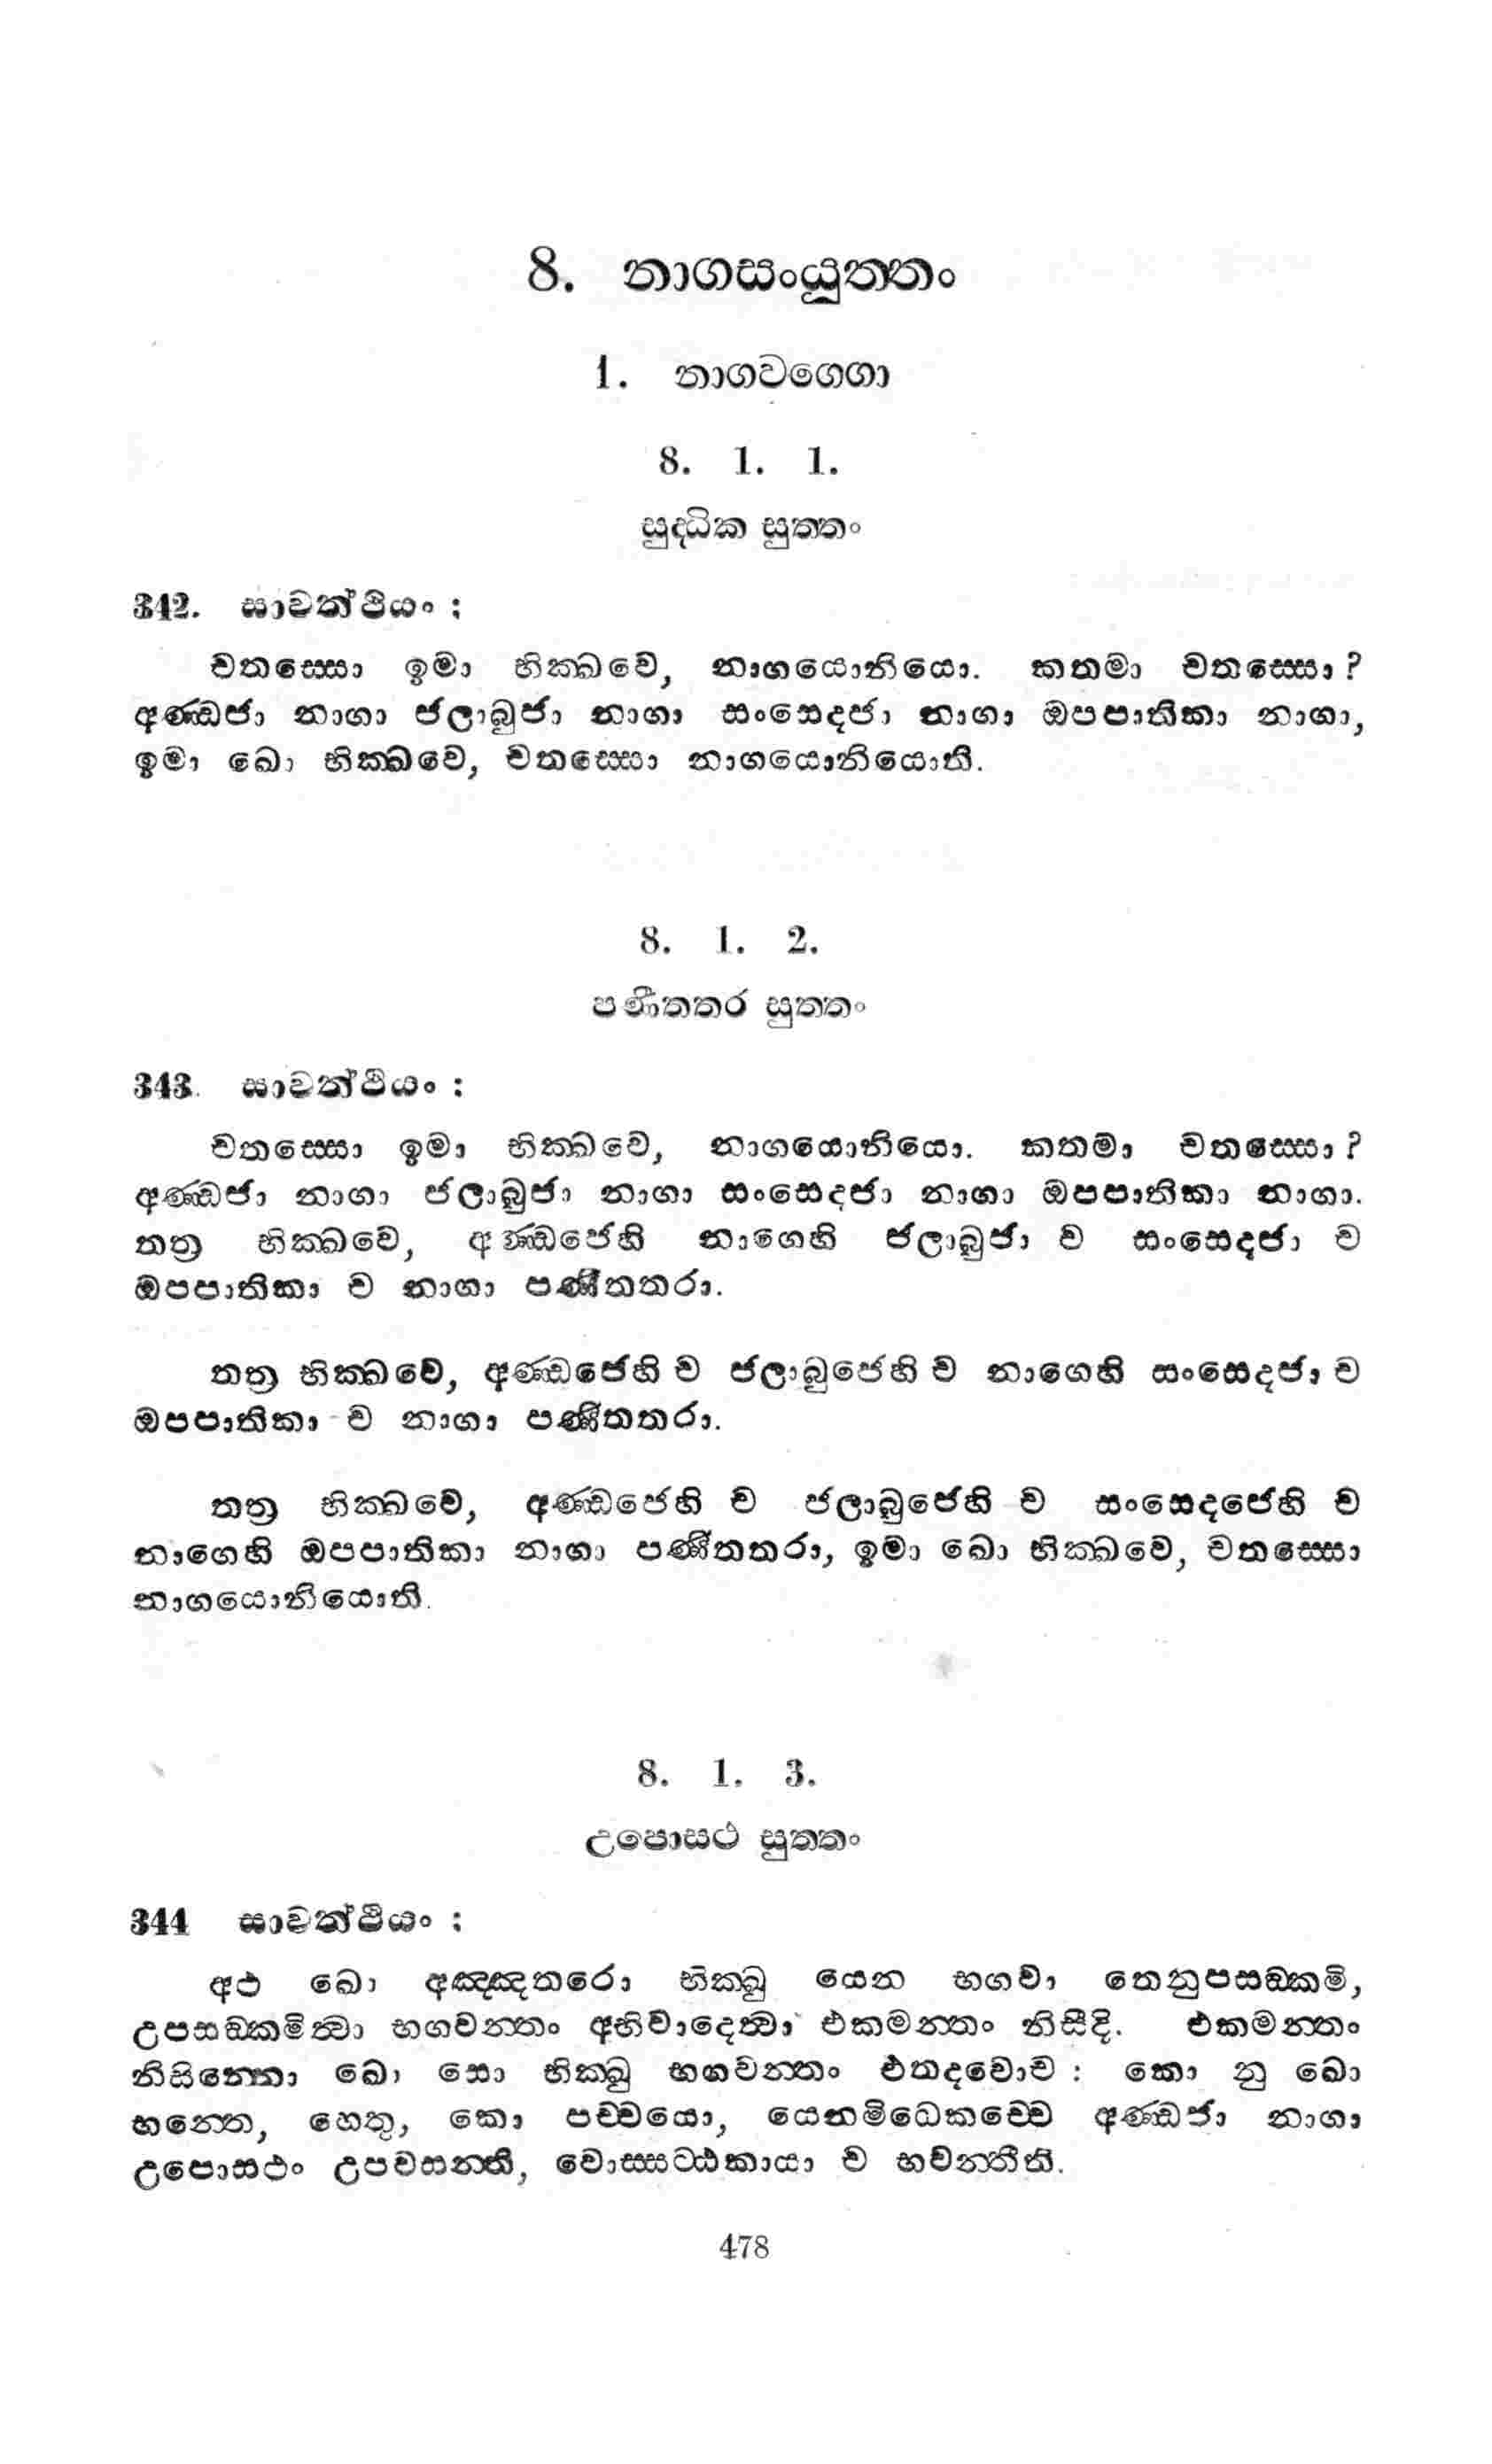 8. නාගසංයුත්තං
1. නාගවග්ගො
8. 1. 1.
සුද්ධික සුත්තං
342. සාවත්ථියං :
චතස්සො ඉමා භික්ඛවෙ, නාගයොනියො. කතමා චතස්සො ?
අණ්ඩජා නාගා ජලාබුජා නාගා සංසෙදජා නාගා ඔපපාතිකා නාගා,
ඉමා ඛො භික්ඛවෙ, චතස්සො නාගයොනියොති.
8. 1. 2.
පණීතතර සුත්තං
343. සාවත්ථියං :
චතස්සො ඉමා භික්ඛවෙ, නාගයොනියො. කතමා චතස්සො ?
අණ්ඩජා නාගා ජලාබුජා නාගා සංසෙදජා නාගා ඔපපාතිකා නාගා.
තත්‍ර භික්ඛවෙ, අණ්ඩජෙහි නාගෙහි ජලාබුජා ච සංසෙදජා ච
ඔපපාතිකා ච නාගා පණීතතරා.
තත්‍ර භික්ඛවෙ, අණ්ඩජෙහි ච ජලාබුජෙහි ච නාගෙහි සංසෙදජා ච
ඔපපාතිකා ච නාගා පණීතතරා.
තත්‍ර භික්ඛවෙ, අණ්ඩජෙහි ච ජලාබුජෙහි ච සංසෙදජෙහි ච
නාගෙහි ඔපපාතිකා නාගා පණීතතරා, ඉමා ඛො භික්ඛවෙ, චතස්සො
නාගයොනියොති.
8. 1. 3.
උපොසථ සුත්තං
344 සාවත්ථියං :
අථ ඛො අඤ්ඤතරො භික්ඛු යෙන භගවා තෙනුපසඞ්කමි,
උපසඞ්කමිත්වා භගවන්තං අභිවාදෙත්වා එකමන්තං නිසීදි. එකමන්තං
නිසින්නො ඛො සො භික්ඛු භගවන්තං එතදවොච : කො නු ඛො
භන්තෙ, හෙතු, කො පච්චයො, යෙනමිධෙකච්චෙ අණ්ඩජා නාගා
උපොසථං උපවසන්ති, වොස්සට්ඨකායා ච භවන්තීති.
478